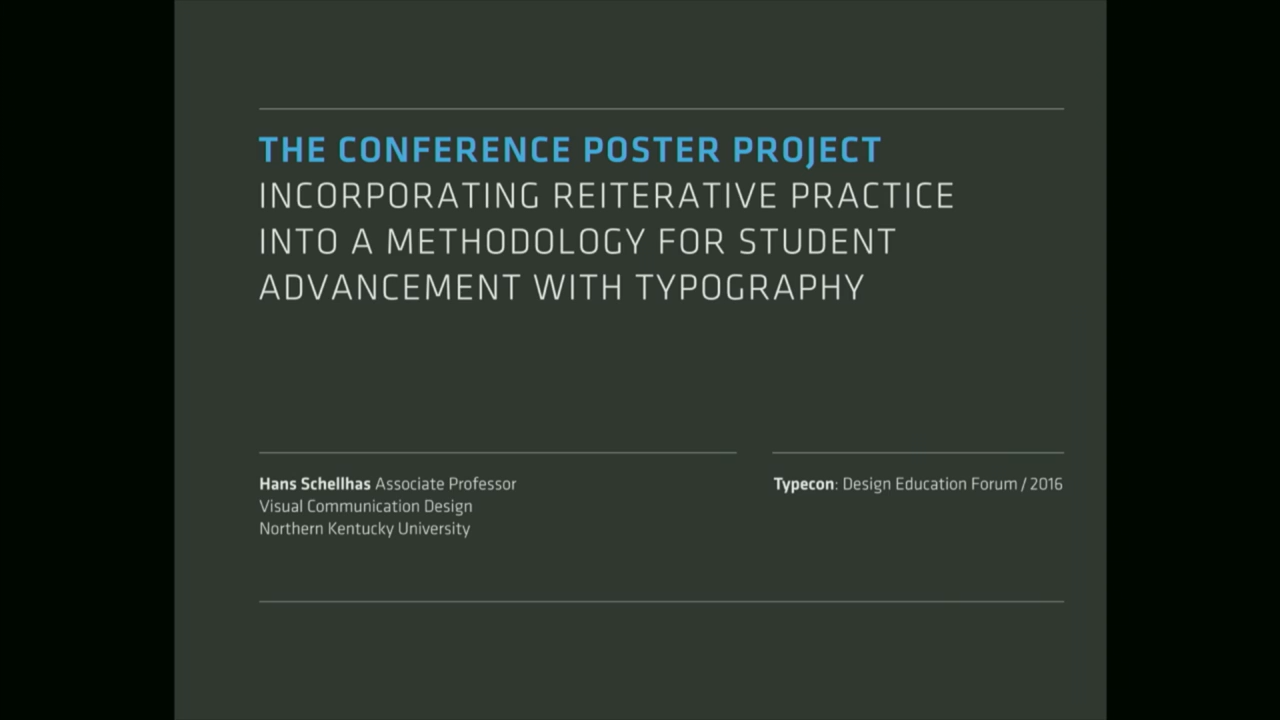 THE CONFERENCE POSTER PROJECT
INCORPORATING REITERATIVE PRACTICE
INTO A METHODOLOGY FOR STUDENT
ADVANCEMENT WITH TYPOGRAPHY
Hans Schellhas Associate Professor
Visual Communication Design
Northern Kentucky University
Typecon: Design Education Forum / 2016